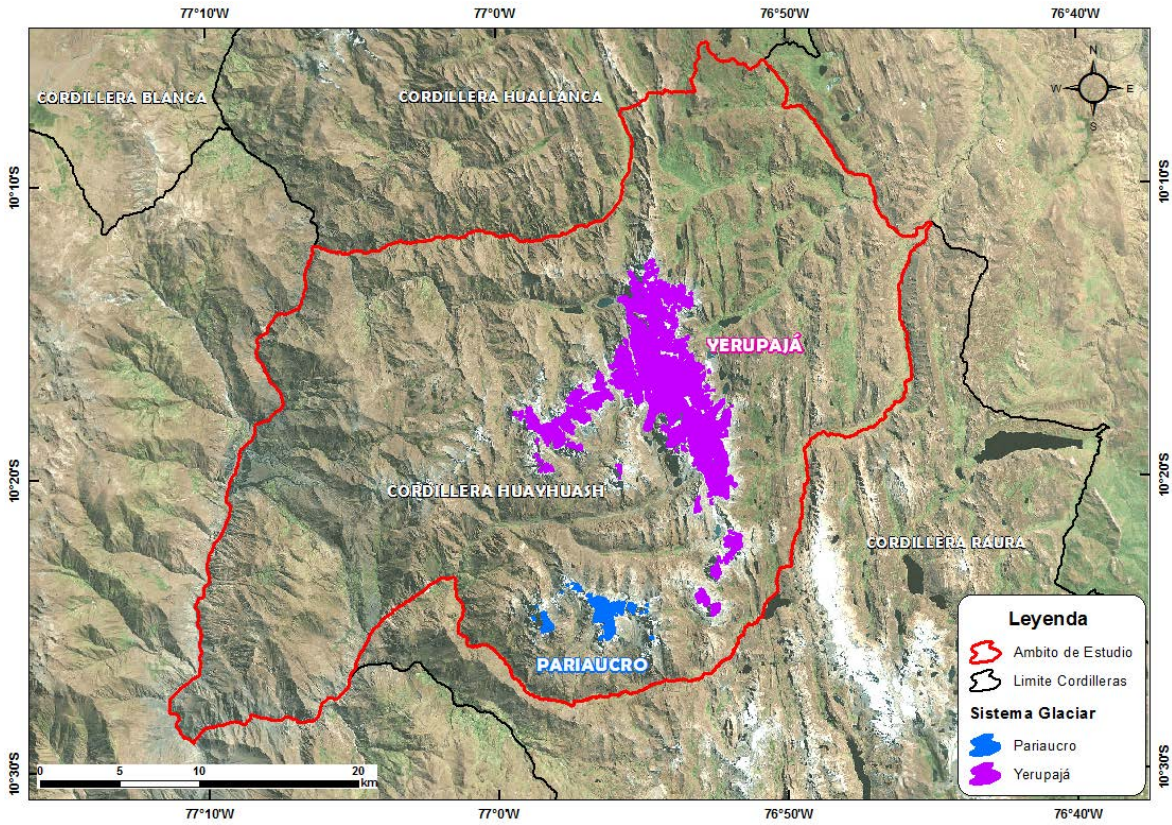 77°10'W 77°0'W 76°50'W 76°40'W
N
W E
S
CORDILLERA BLANCA
CORDILLERA HUALLANCA
10°10'S 10°10'S
YERUPAJÁ
10°20'S 10°20'S
CORDILLERA HUAYHUASH
CORDILLERA RAURA
PARIAUCRO
Leyenda
Ambito de Estudio
Limite Cordilleras
Sistema Glaciar
Pariaucro
Yerupajá
10°30'S 10°30'S
0 5 10 20
km
77°10'W 77°0'W 76°50'W 76°40'W